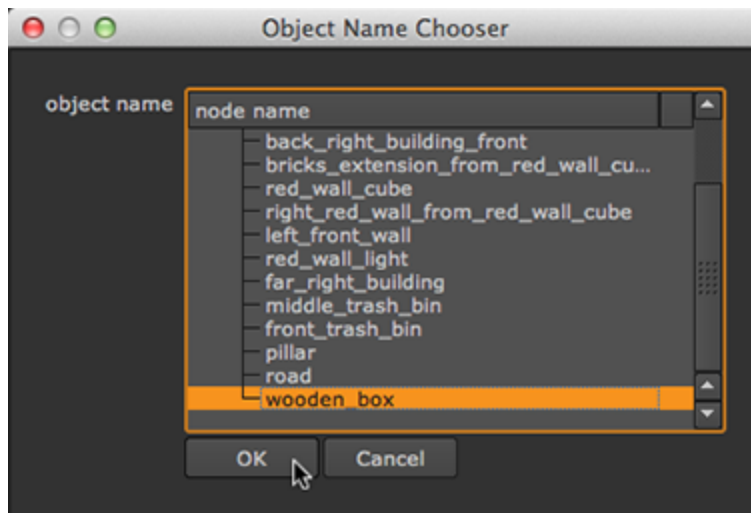 Object Name Chooser
object name
node name
back_right_building_front
bricks_extension_from_red_wall_cu...
red_wall_cube
right_red_wall_from_red_wall_cube
left_front_wall
red_wall_light
far_right_building
middle_trash_bin
front_trash_bin
pillar
road
wooden_box
OK
Cancel